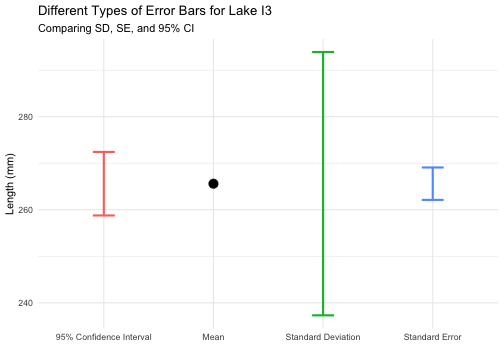 Different Types of Error Bars for Lake I3
Comparing SD, SE, and 95% CI
Length (mm)
280
260
240
95% Confidence Interval
Mean
Standard Deviation
Standard Error